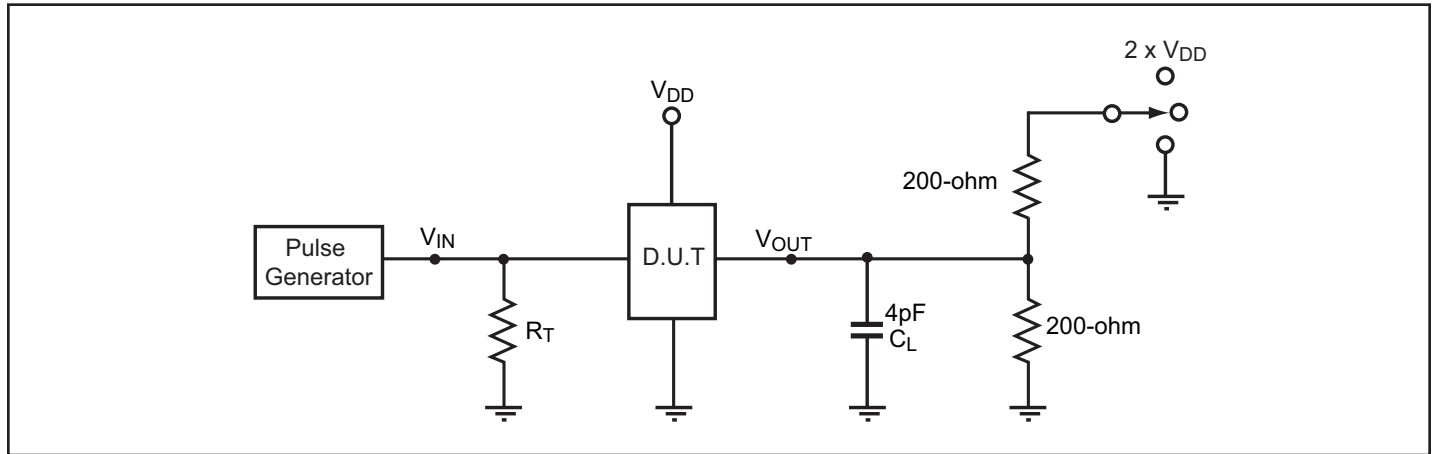 2 x VDD
VDD
200-ohm
Pulse
Generator
VIN
D.U.T
VOUT
RT
4pF
CL
200-ohm